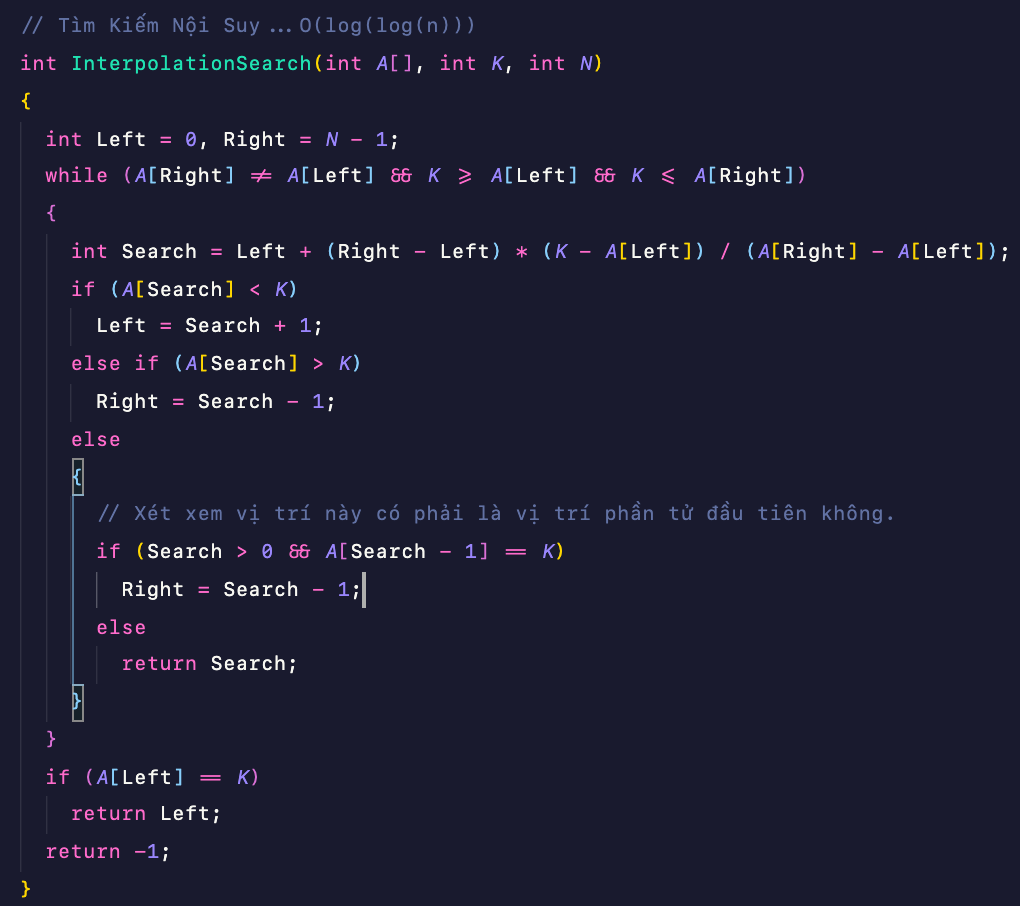 // Tìm Kiếm Nội Suy ... O(log(log(n)))
int InterpolationSearch(int A[], int K, int N)
{
  int Left = 0, Right = N - 1;
  while (A[Right] ≠ A[Left] && K ⩾ A[Left] && K ⩽ A[Right])
  {
    int Search = Left + (Right - Left) * (K - A[Left]) / (A[Right] - A[Left]);
    if (A[Search] < K)
      Left = Search + 1;
    else if (A[Search] > K)
      Right = Search - 1;
    else
    {
      // Xét xem vị trí này có phải là vị trí phần tử đầu tiên không.
      if (Search > 0 && A[Search - 1] == K)
        Right = Search - 1;
      else
        return Search;
    }
  }
  if (A[Left] == K)
    return Left;
  return -1;
}